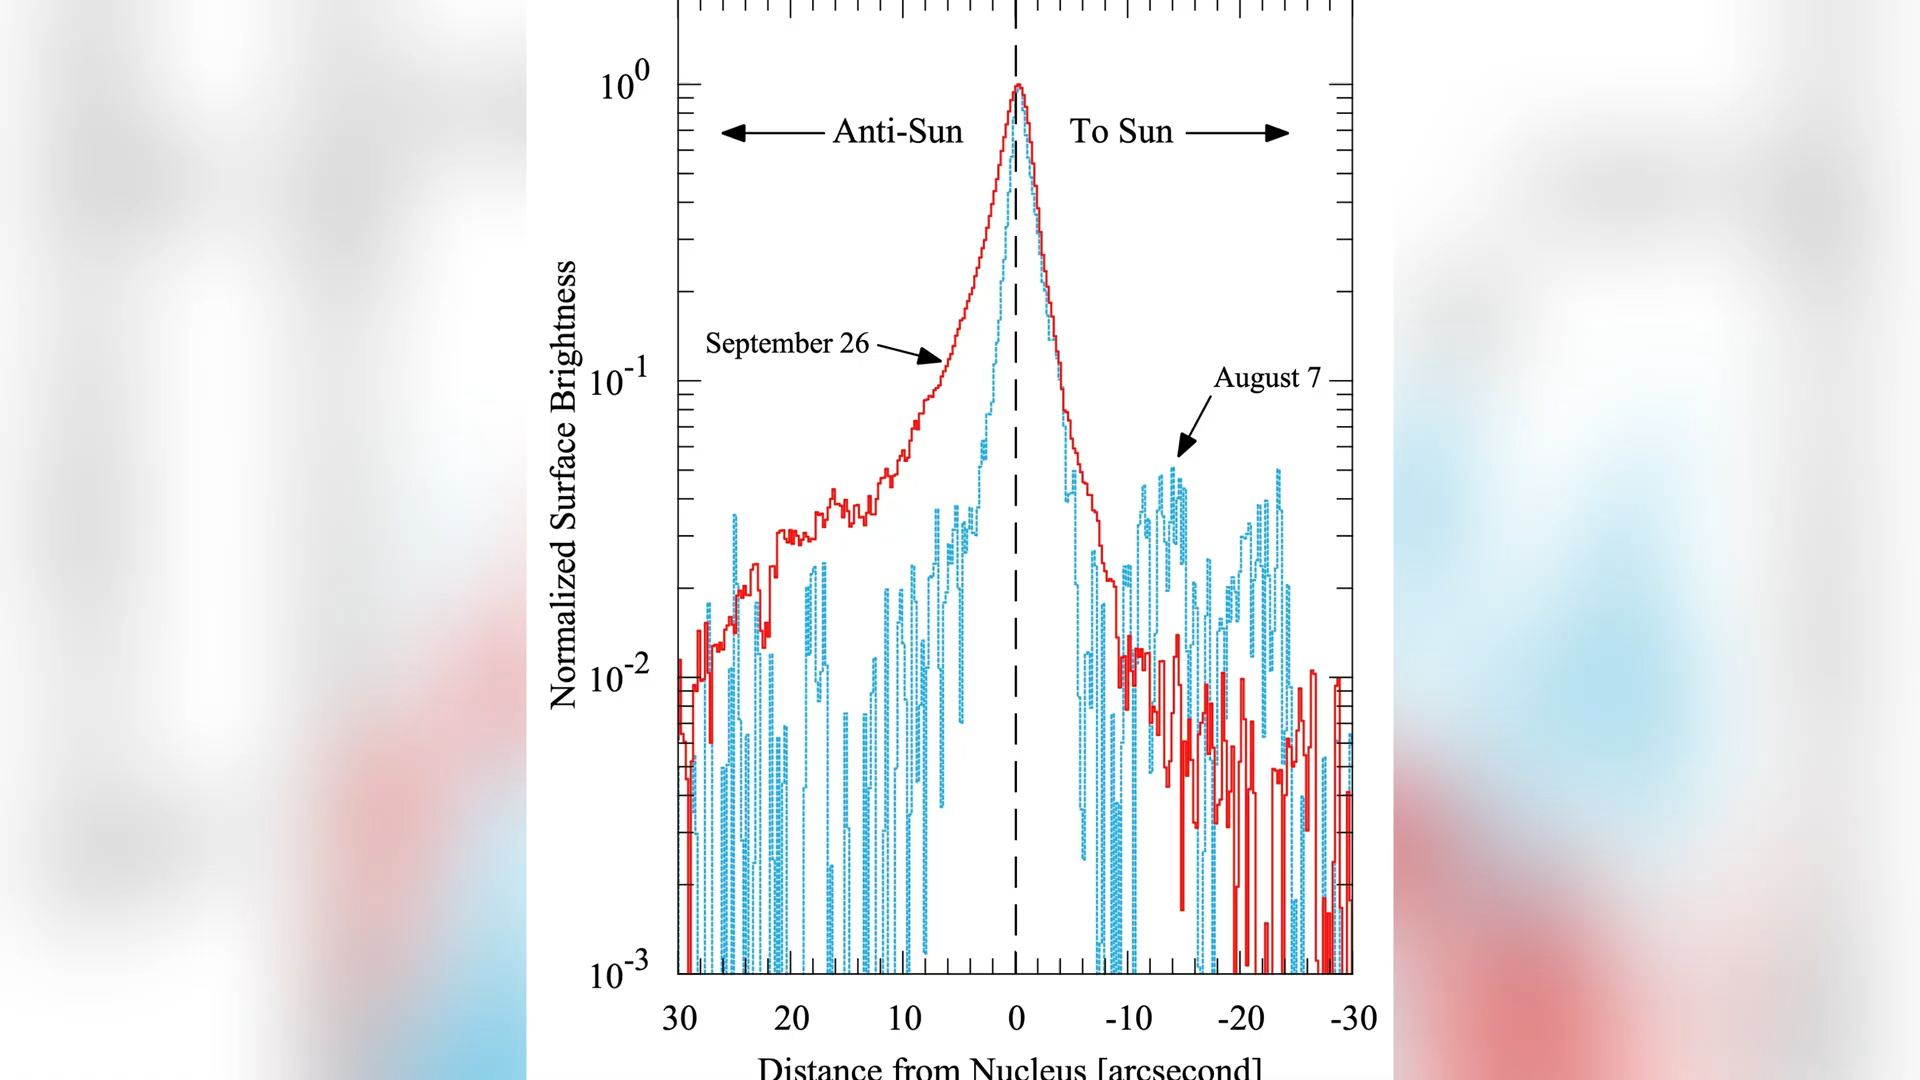 10^0
Anti-Sun
To Sun
September 26
10^-1
August 7
Normalized Surface Brightness
10^-2
10^-3
30 20 10 0 -10 -20 -30
Distance from Nucleus [arcsecond]